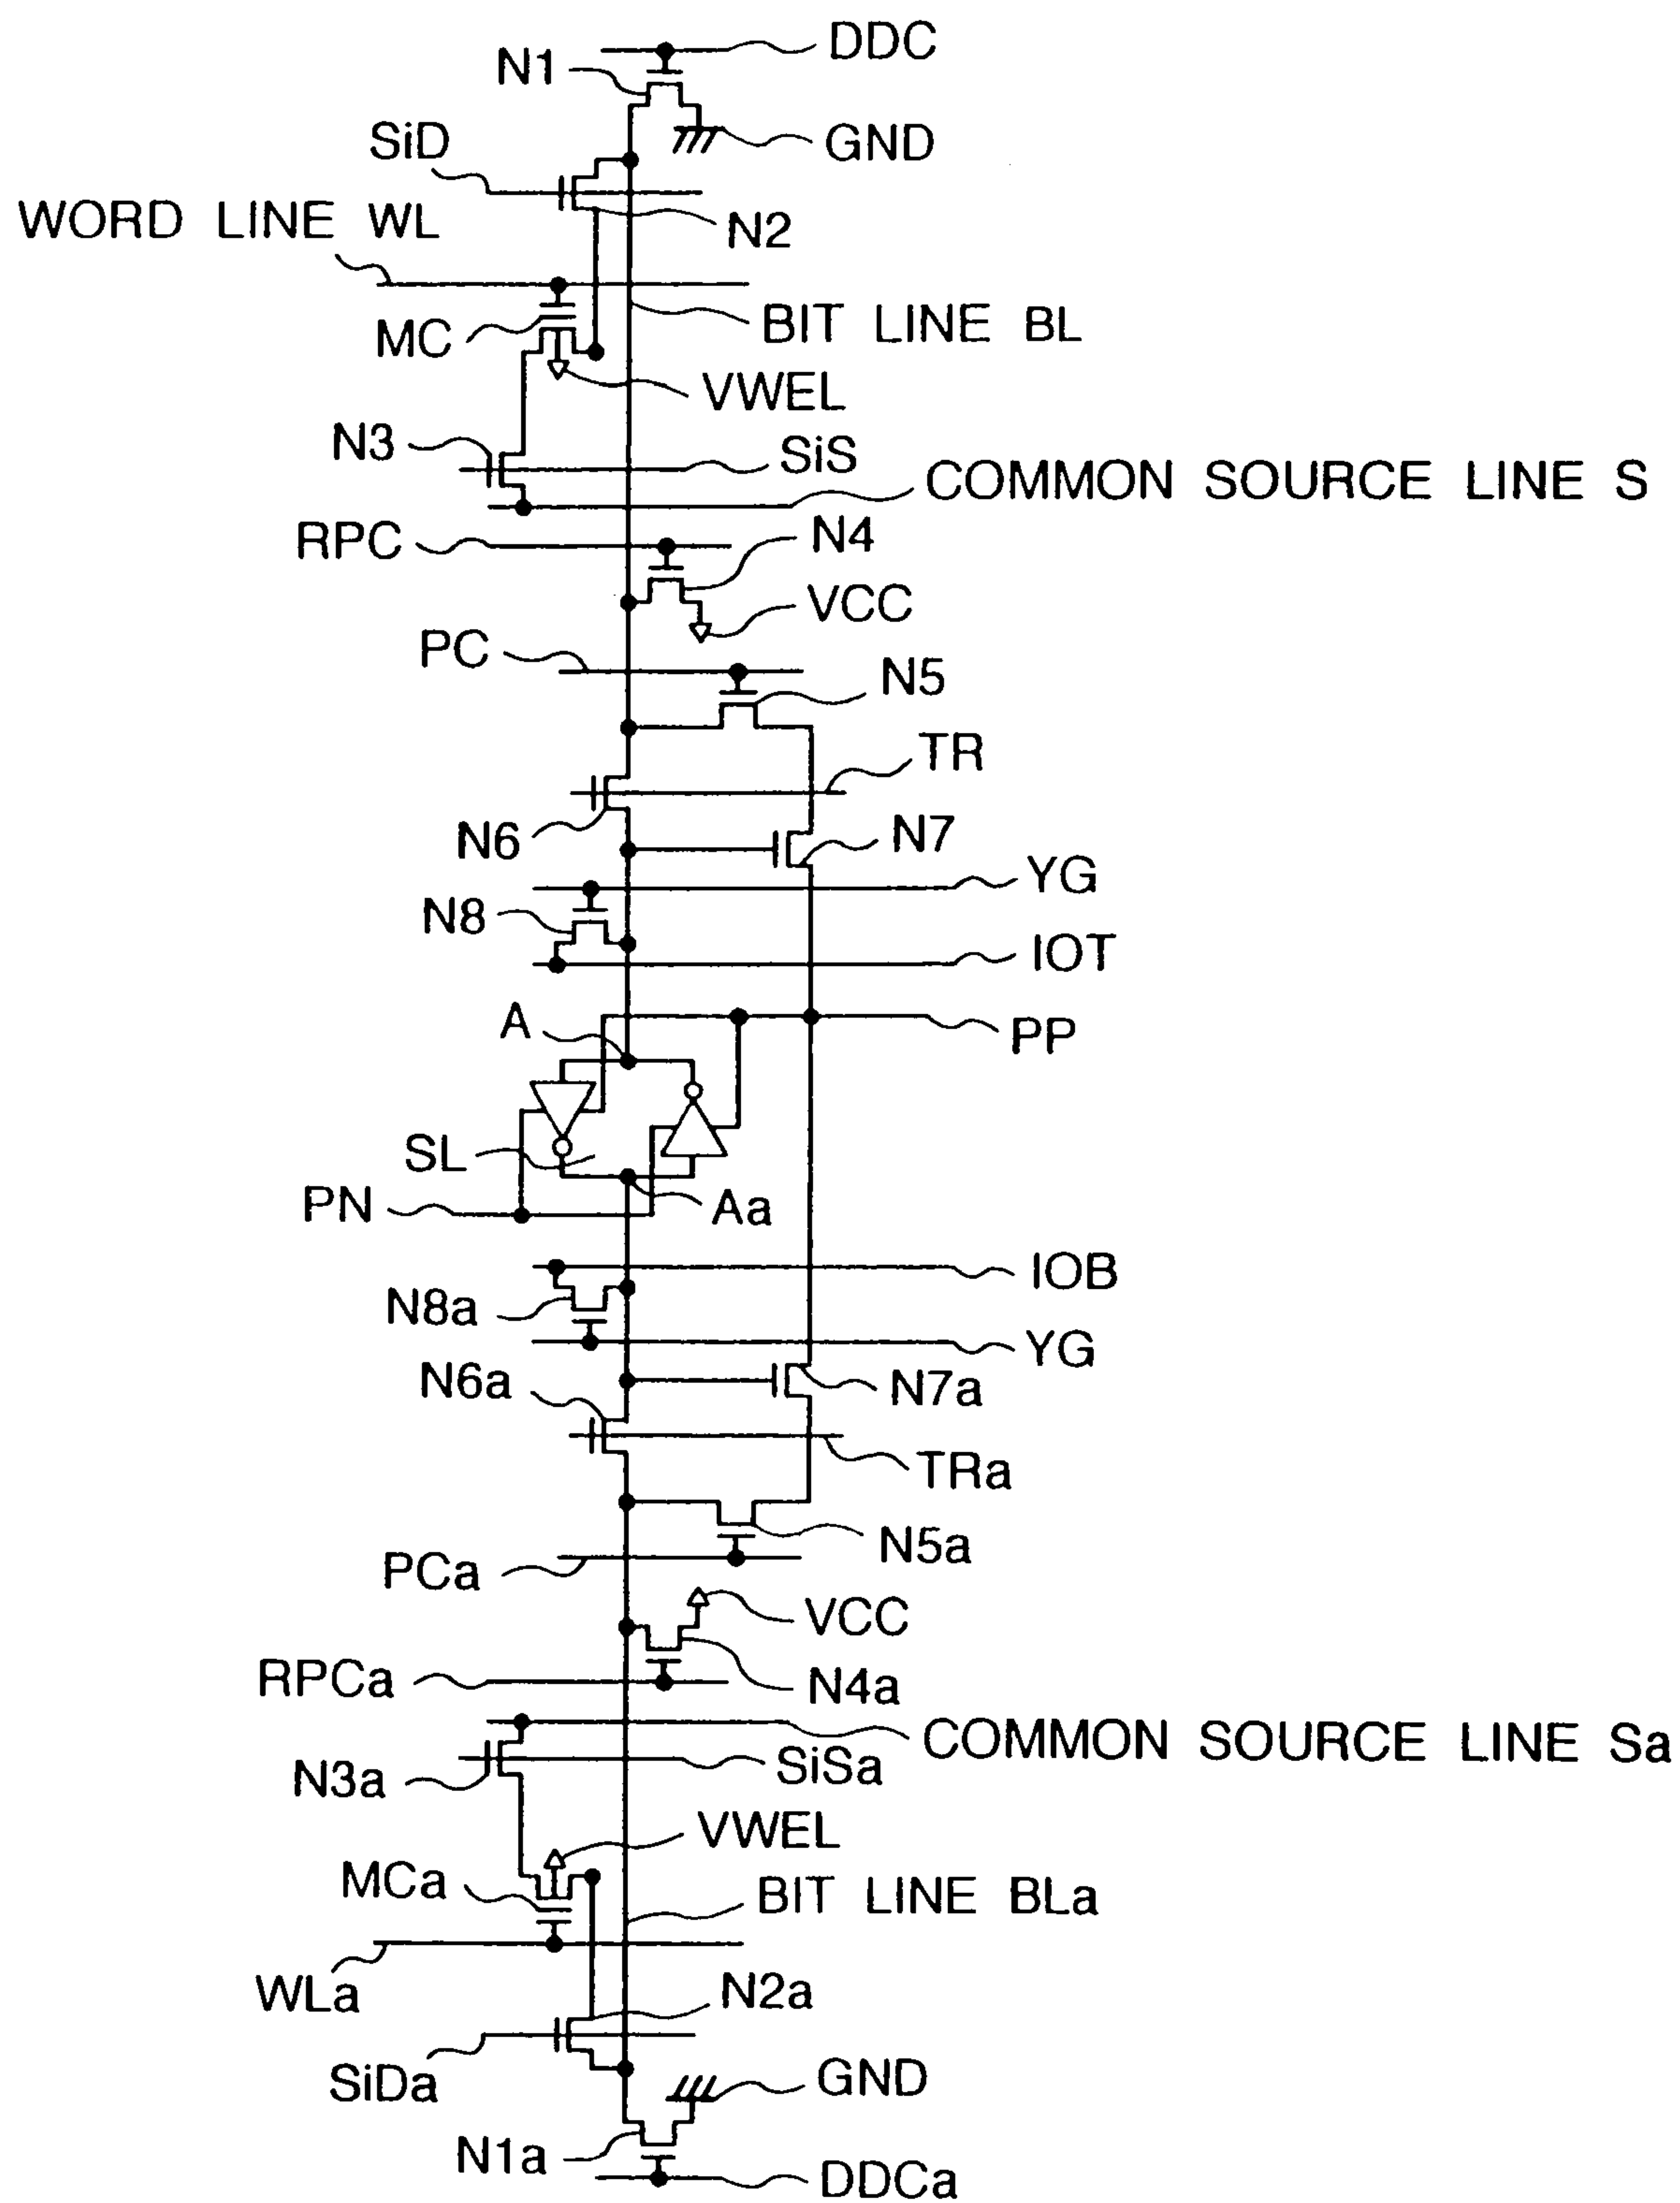 DDC
N1
GND
SiD
N2
WORD LINE WL
BIT LINE BL
MC
VWEL
N3
SiS
COMMON SOURCE LINE S
RPC
N4
VCC
PC
N5
TR
N6
N7
YG
N8
IOT
A
PP
SL
PN
Aa
IOB
N8a
YG
N6a
N7a
TRa
N5a
PCa
VCC
RPCa
N4a
COMMON SOURCE LINE Sa
N3a
SiSa
VWEL
MCa
BIT LINE BLa
WLa
N2a
SiDa
GND
N1a
DDCa